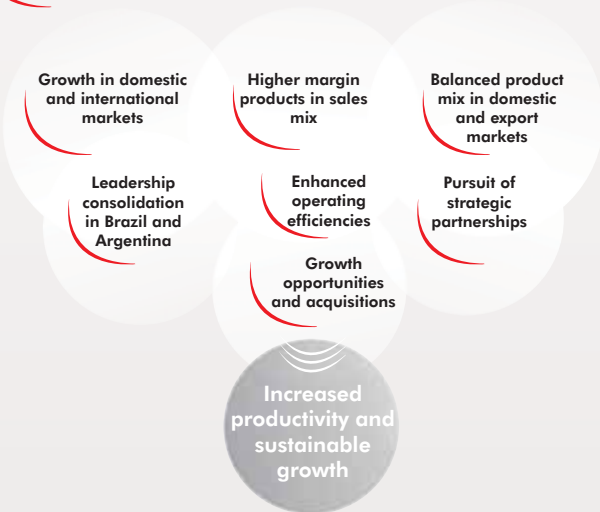 Growth in domestic
and international
markets
Higher margin
products in sales
mix
Balanced product
mix in domestic
and export
markets
Leadership
consolidation
in Brazil and
Argentina
Enhanced
operating
efficiencies
Pursuit of
strategic
partnerships
Growth
opportunities
and acquisitions
Increased
productivity and
sustainable
growth